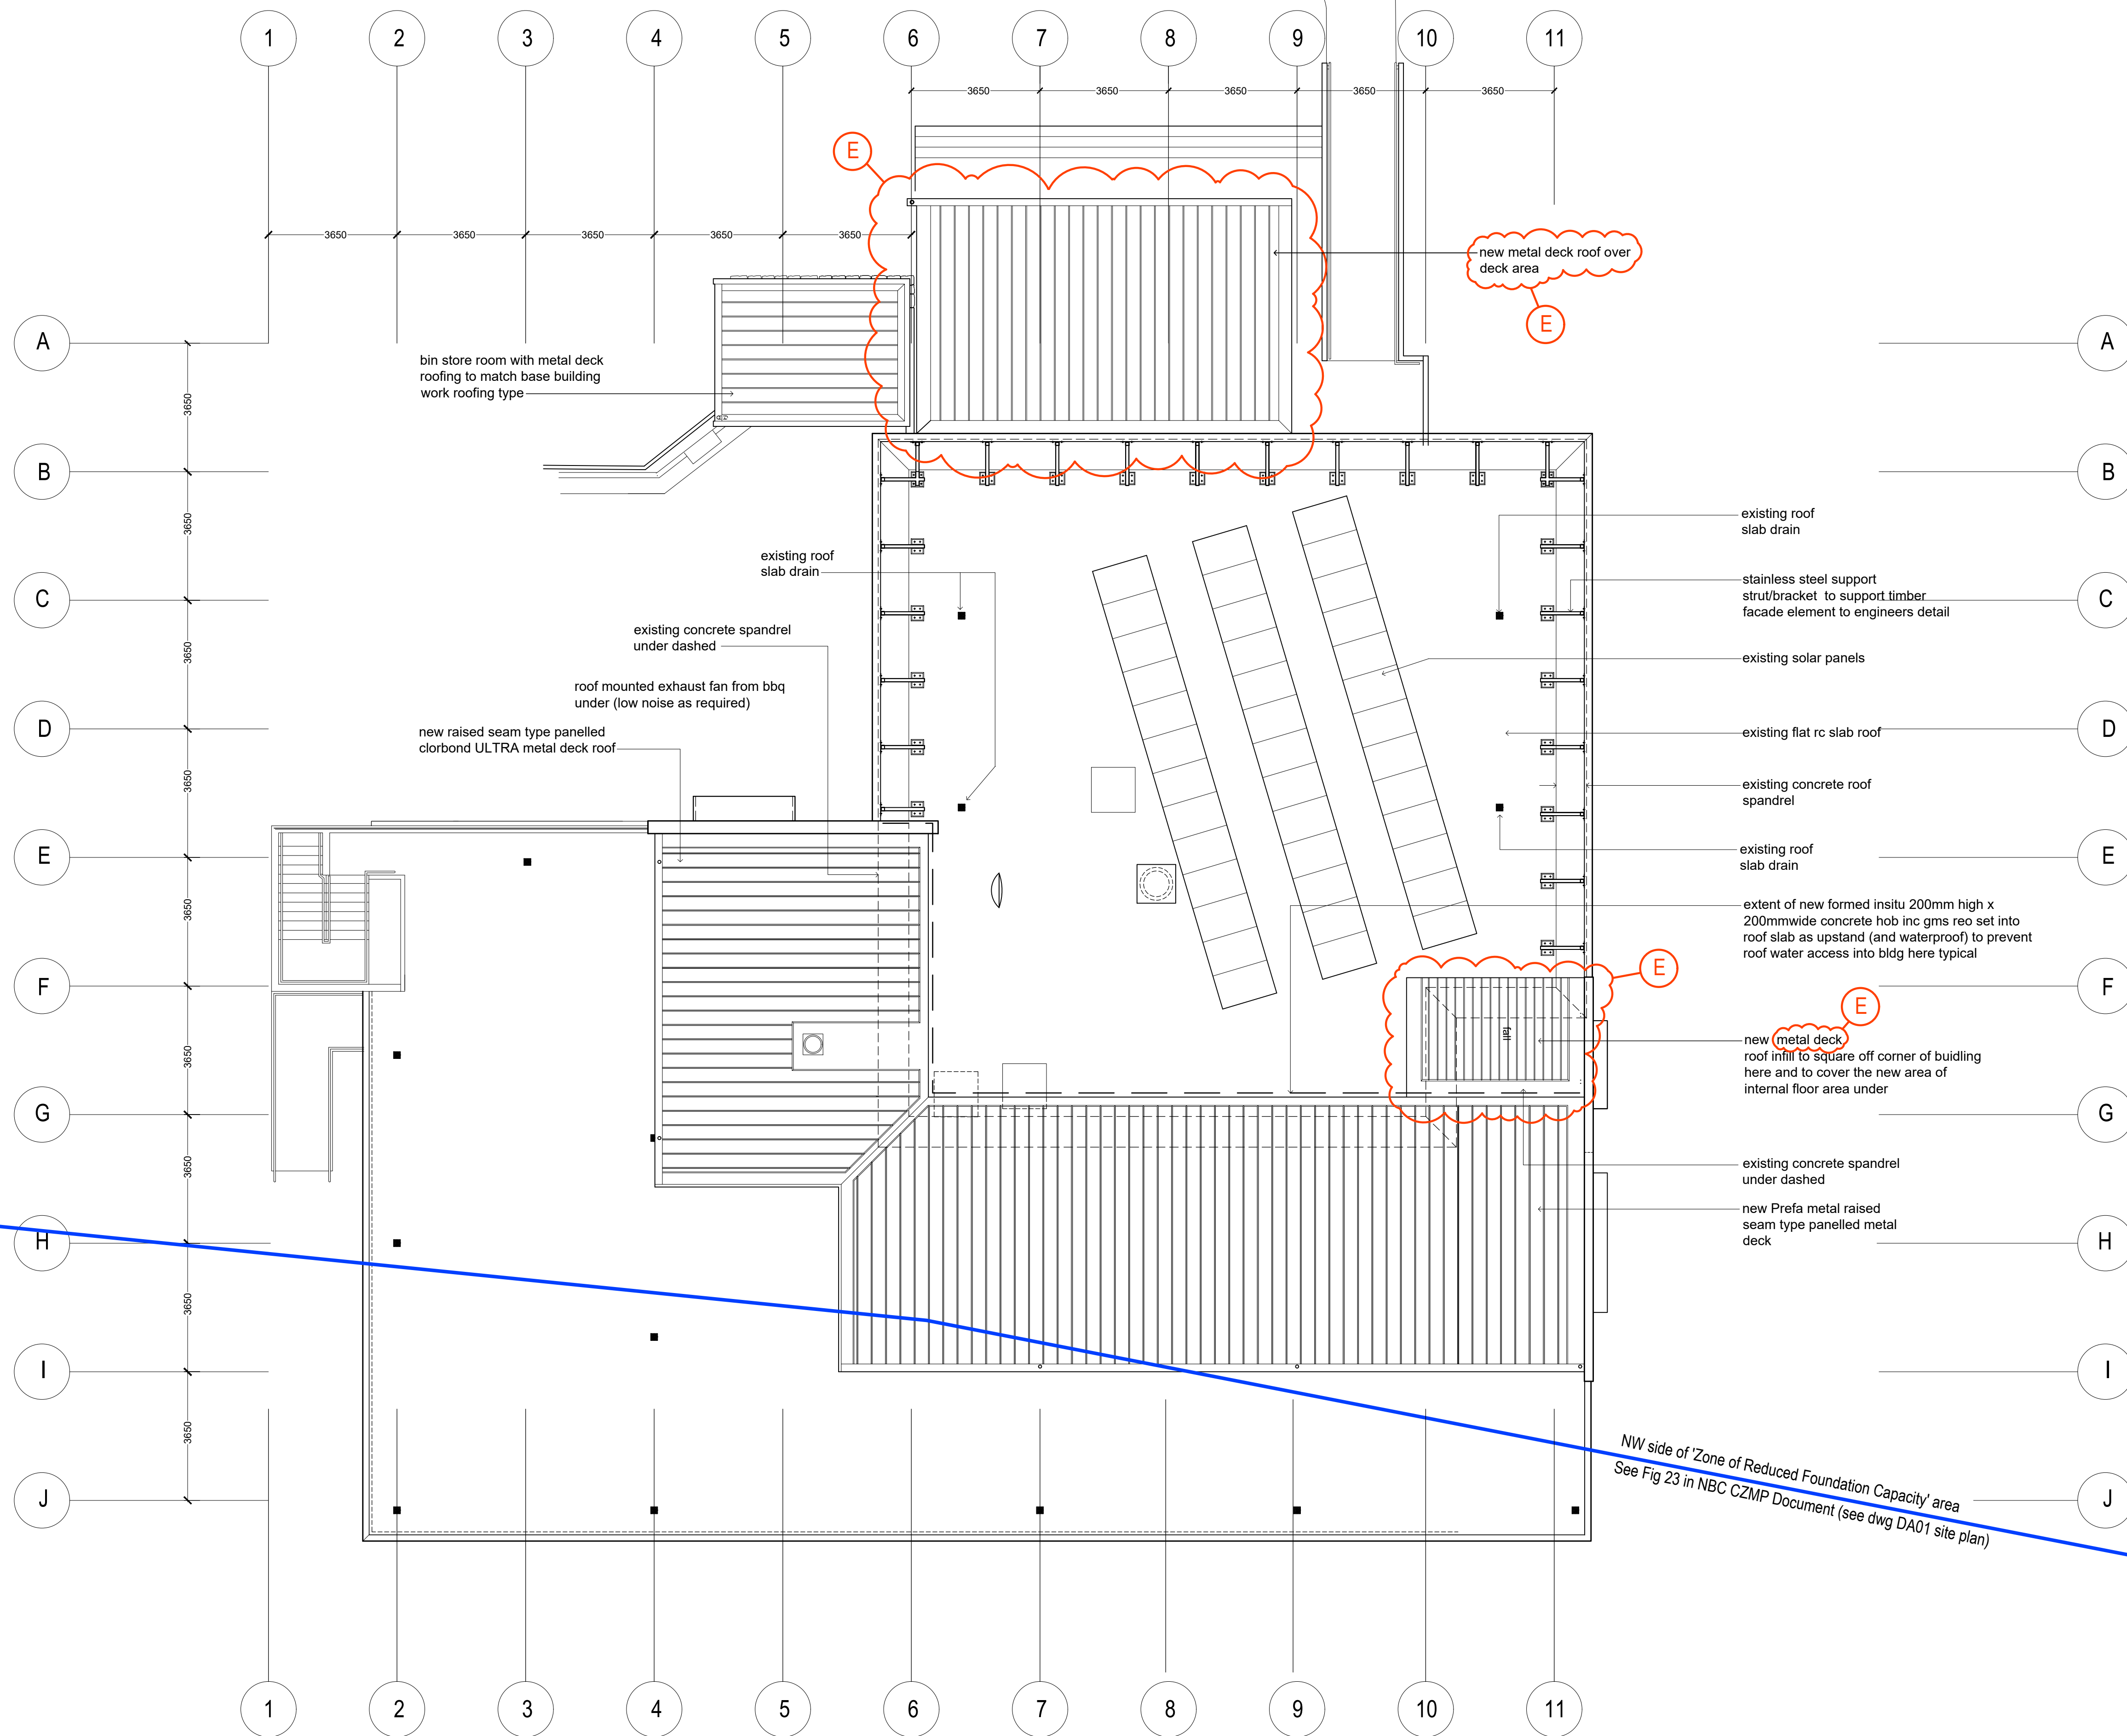 1 2 3 4 5 6 7 8 9 10 11
3650 3650 3650 3650 3650
E
3650 3650 3650 3650 3650
new metal deck roof over
deck area
E
A A
bin store room with metal deck
roofing to match base building
work roofing type
3650
B B
existing roof
slab drain
3650
existing roof
slab drain
stainless steel support
strut/bracket to support timber
facade element to engineers detail
C C
existing concrete spandrel
under dashed
3650
existing solar panels
roof mounted exhaust fan from bbq
under (low noise as required)
new raised seam type panelled
clorbond ULTRA metal deck roof
D D
existing flat rc slab roof
3650
existing concrete roof
spandrel
E E
existing roof
slab drain
3650
extent of new formed insitu 200mm high x
200mmwide concrete hob inc gms reo set into
roof slab as upstand (and waterproof) to prevent
roof water access into bldg here typical
E
F F
E
fall
new metal deck
roof infill to square off corner of buidling
here and to cover the new area of
internal floor area under
3650
G G
existing concrete spandrel
under dashed
3650
new Prefa metal raised
seam type panelled metal
deck
H H
3650
I I
3650
NW side of 'Zone of Reduced Foundation Capacity' area
See Fig 23 in NBC CZMP Document (see dwg DA01 site plan)
J J
1 2 3 4 5 6 7 8 9 10 11